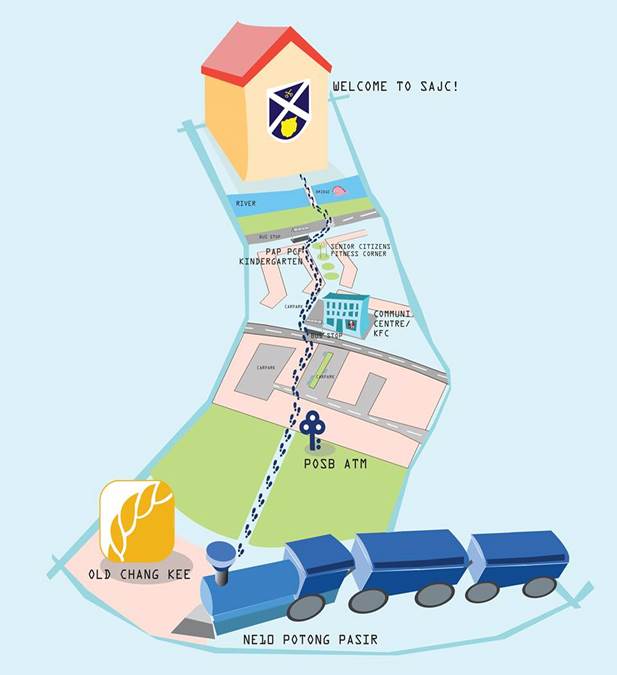 WELCOME TO SAJC!
BRIDGE
RIVER
BUS STOP
PAP PCF
KINDERGARTEN
SENIOR CITIZENS
FITNESS CORNER
CARPARK
COMMUNI
CENTRE/
KFC
BUS STOP
CARPARK
CARPARK
POSB ATM
OLD CHANG KEE
NE10 POTONG PASIR